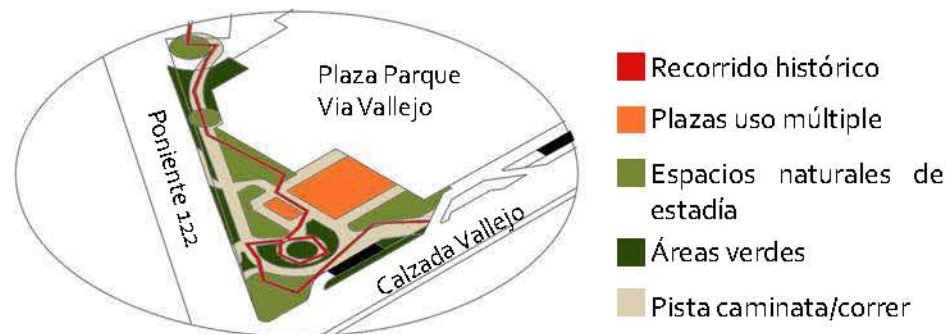 Plaza Parque
Via Vallejo
Poniente 122
Calzada Vallejo
Recorrido histórico
Plazas uso múltiple
Espacios naturales de
estadía
Áreas verdes
Pista caminata/correr